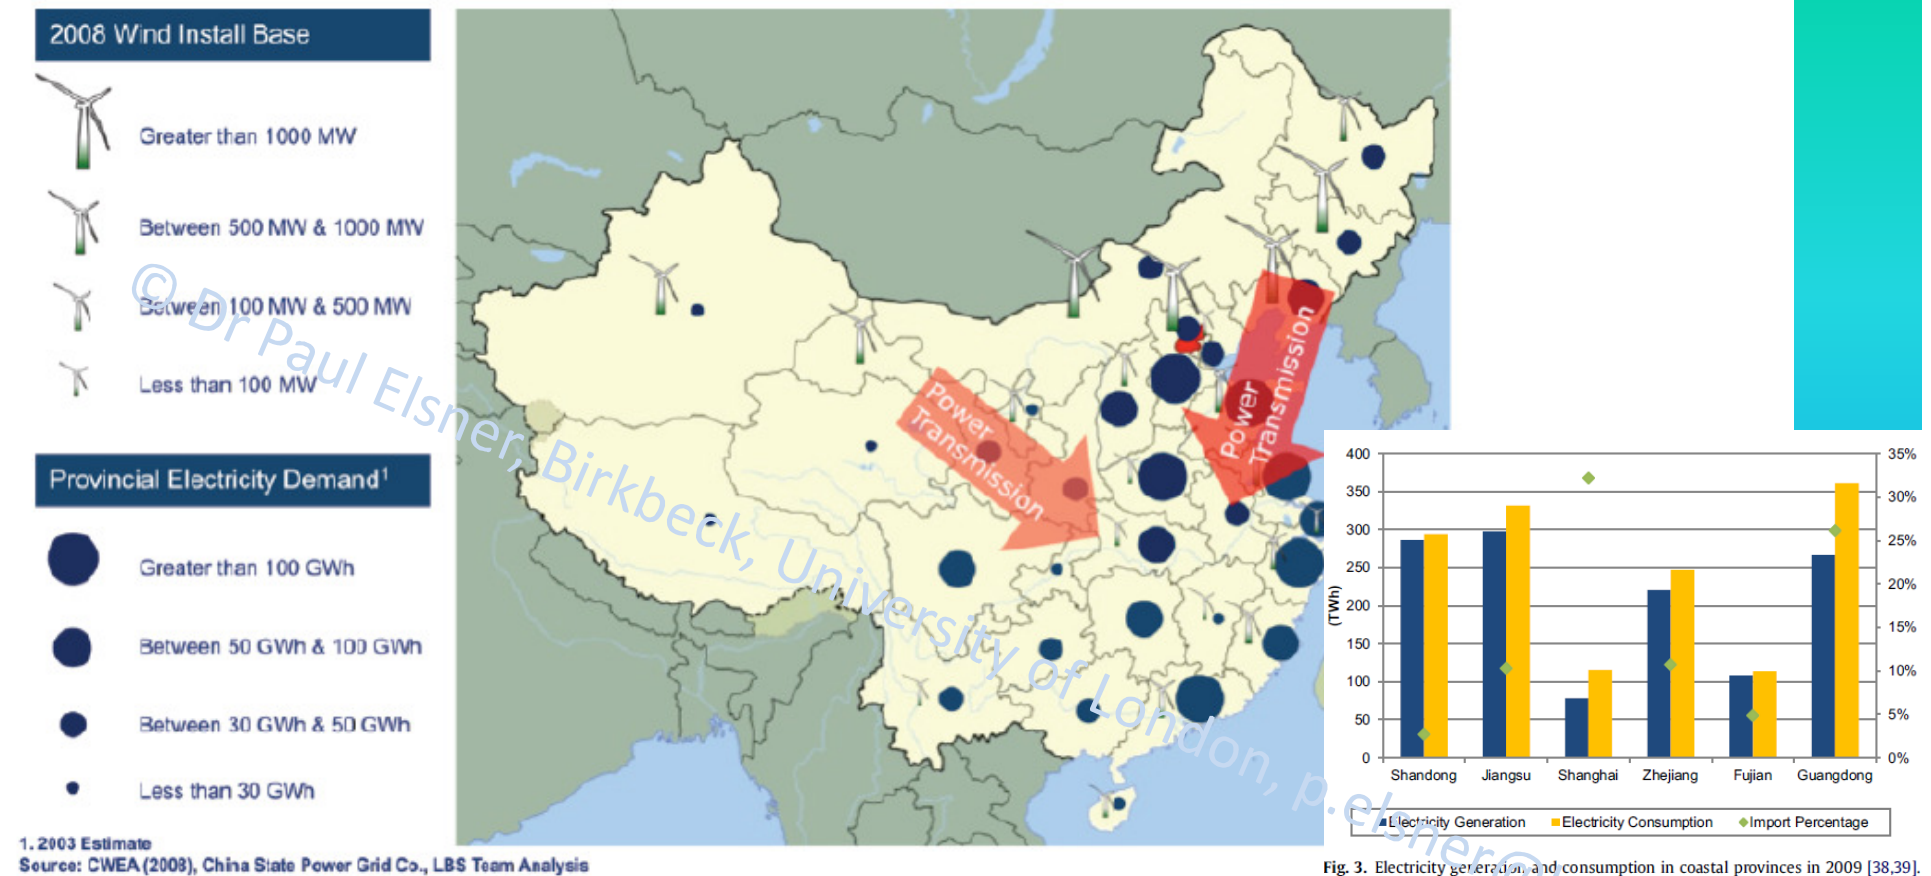 2008 Wind Install Base
Greater than 1000 MW
Between 500 MW & 1000 MW
Between 100 MW & 500 MW
Less than 100 MW
Provincial Electricity Demand1
Greater than 100 GWh
Between 50 GWh & 100 GWh
Between 30 GWh & 50 GWh
Less than 30 GWh
1. 2003 Estimate
Source: CWEA (2008), China State Power Grid Co., LBS Team Analysis
Power
Transmission
Power
Transmission
© Dr Paul Elsner, Birkbeck, University of London, p.elsner@
400
350
300
250
200
150
100
50
0
(TWh)
35%
30%
25%
20%
15%
10%
5%
0%
Shandong Jiangsu Shanghai Zhejiang Fujian Guangdong
Electricity Generation Electricity Consumption Import Percentage
Fig. 3. Electricity generation and consumption in coastal provinces in 2009 [38,39].